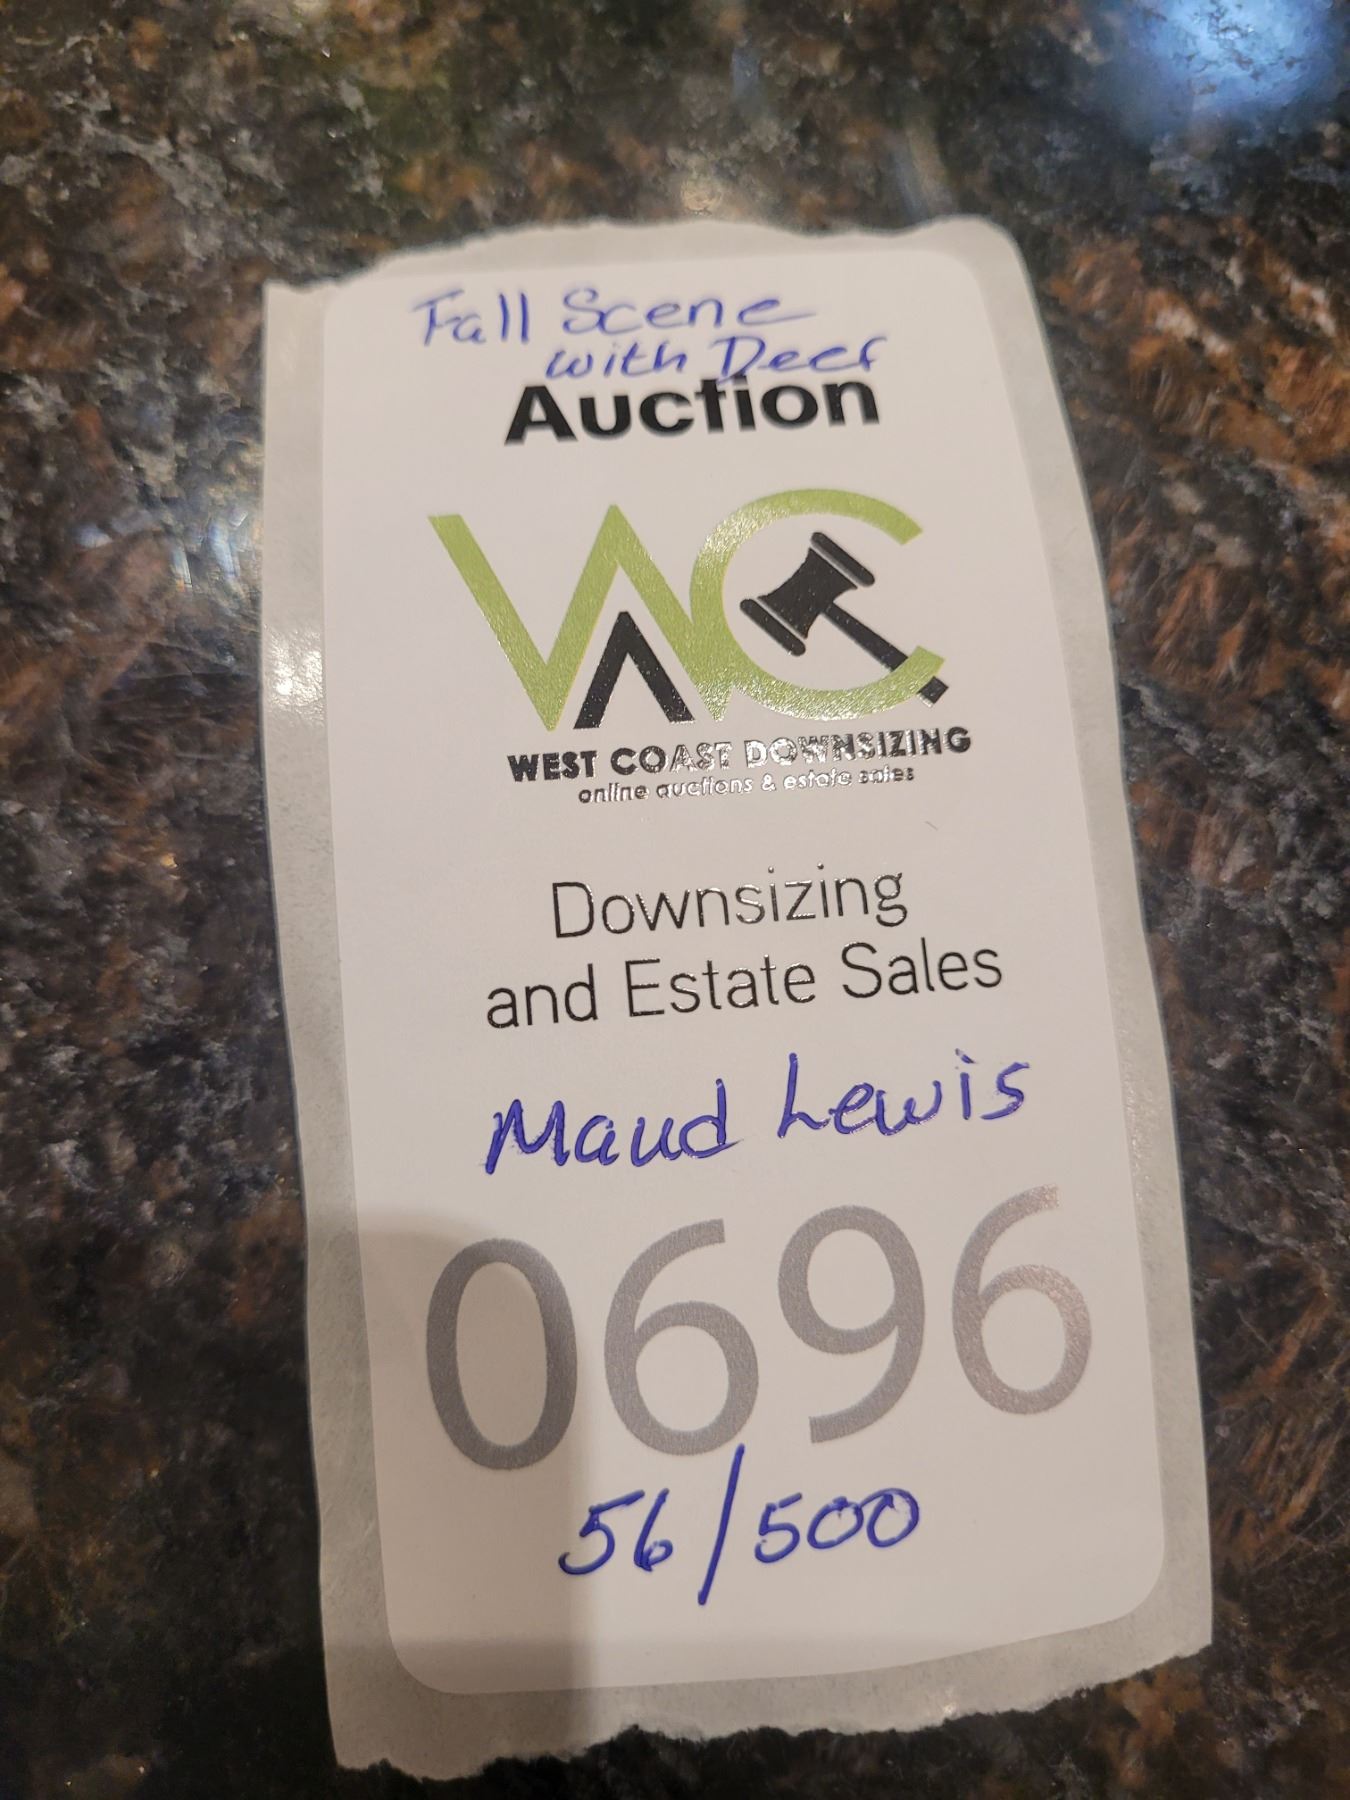 Fall Scene
with Deer
Auction
WAC
WEST COAST DOWNSIZING
online auctions & estate sales
Downsizing
and Estate Sales
Maud Lewis
0696
56/500